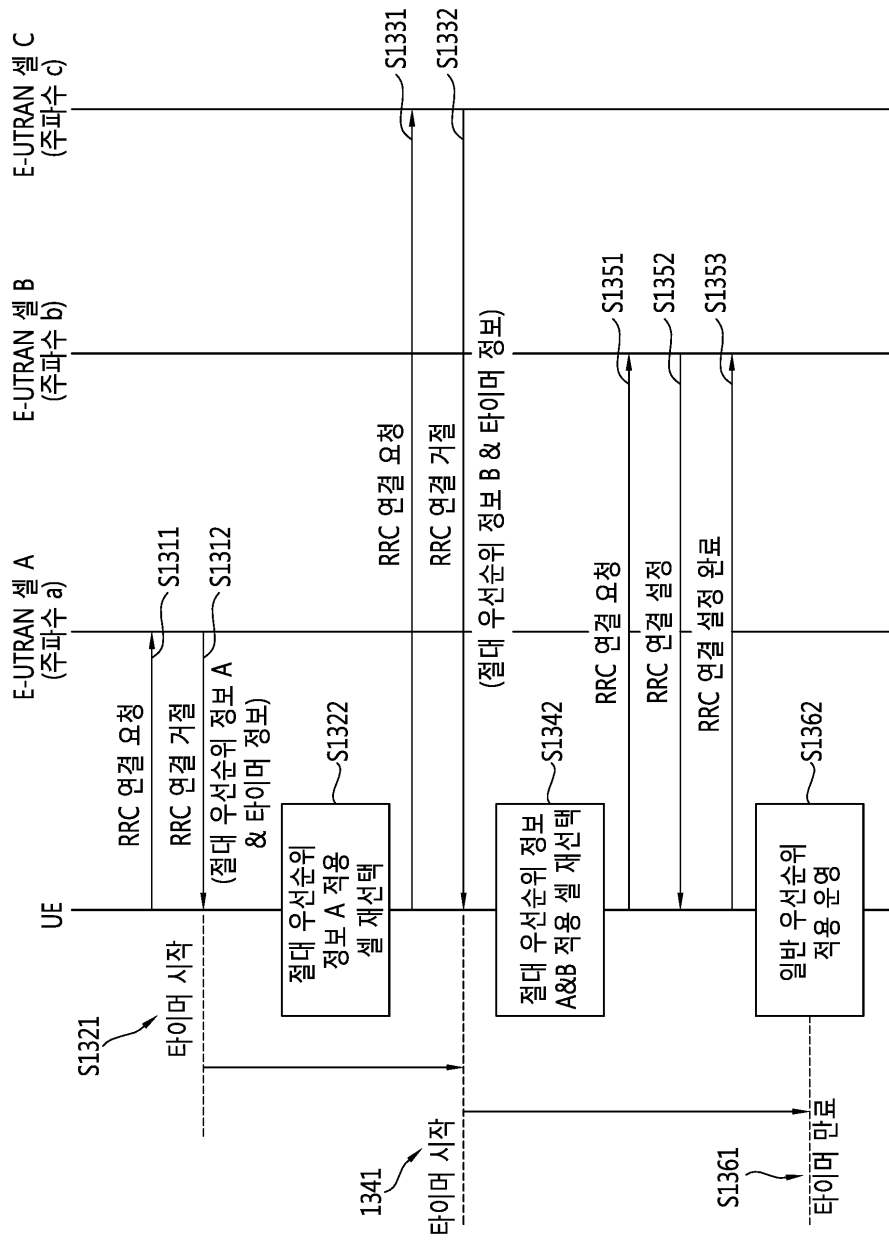 UE
E-UTRAN 셀 A
(주파수 a)
E-UTRAN 셀 B
(주파수 b)
E-UTRAN 셀 C
(주파수 c)
RRC 연결 요청
S1311
RRC 연결 거절
S1312
(절대 우선순위 정보 A
& 타이머 정보)
S1321
타이머 시작
절대 우선순위
정보 A 적용
셀 재선택
S1322
RRC 연결 요청
S1331
RRC 연결 거절
S1332
(절대 우선순위 정보 B & 타이머 정보)
1341
타이머 시작
절대 우선순위 정보
A&B 적용 셀 재선택
S1342
RRC 연결 요청
S1351
RRC 연결 설정
S1352
RRC 연결 설정 완료
S1353
S1361
타이머 만료
일반 우선순위
적용 운영
S1362